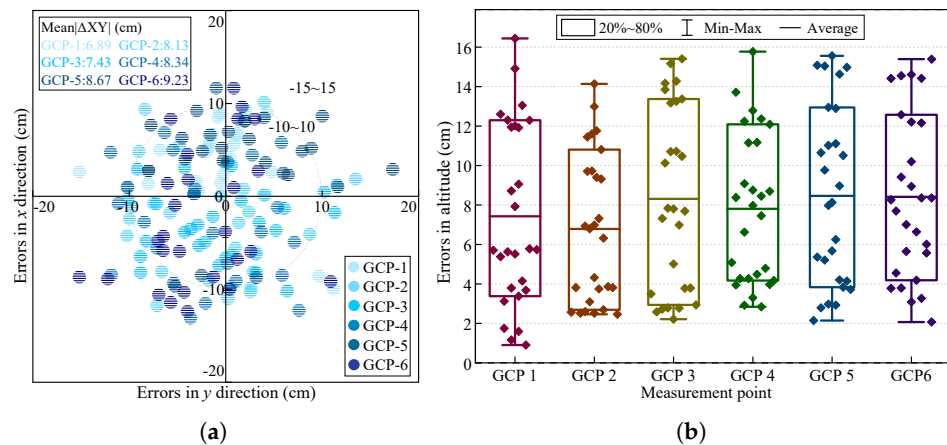 20
Mean|ΔXY| (cm)
GCP-1:6.89 GCP-2:8.13
GCP-3:7.43 GCP-4:8.34
GCP-5:8.67 GCP-6:9.23
-15~15
10
-10~10
0
-20
-10
0
10
20
-10
-20
GCP-1
GCP-2
GCP-3
GCP-4
GCP-5
GCP-6
Errors in x direction (cm)
Errors in y direction (cm)
(a)
20%~80% Min-Max Average
16
14
12
10
8
6
4
2
0
Errors in altitude (cm)
GCP 1 GCP 2 GCP 3 GCP 4 GCP 5 GCP6
Measurement point
(b)